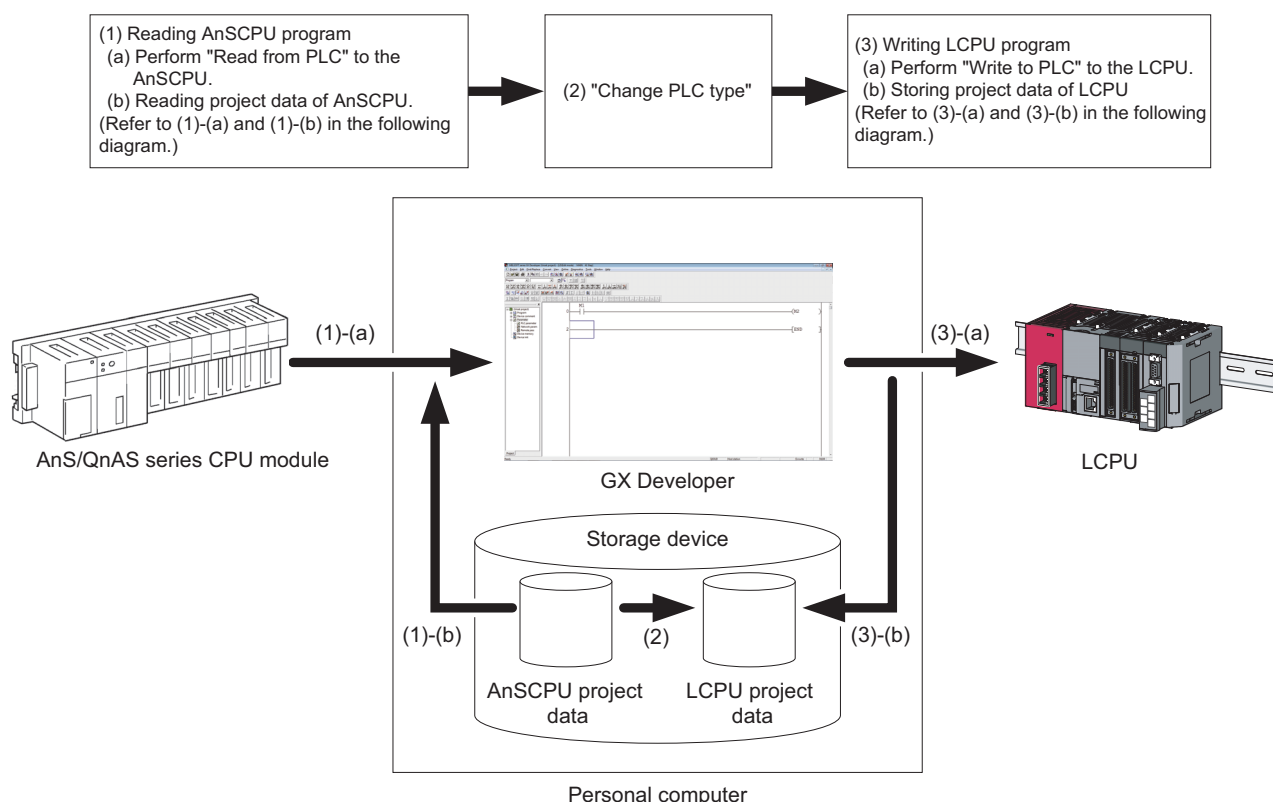 (1) Reading AnSCPU program
(a) Perform "Read from PLC" to the
AnSCPU.
(b) Reading project data of AnSCPU.
(Refer to (1)-(a) and (1)-(b) in the following
diagram.)
(2) "Change PLC type"
(3) Writing LCPU program
(a) Perform "Write to PLC" to the LCPU.
(b) Storing project data of LCPU
(Refer to (3)-(a) and (3)-(b) in the following
diagram.)
(1)-(a)
(3)-(a)
AnS/QnAS series CPU module
GX Developer
LCPU
Storage device
(1)-(b)
(2)
(3)-(b)
AnSCPU project
data
LCPU project
data
Personal computer